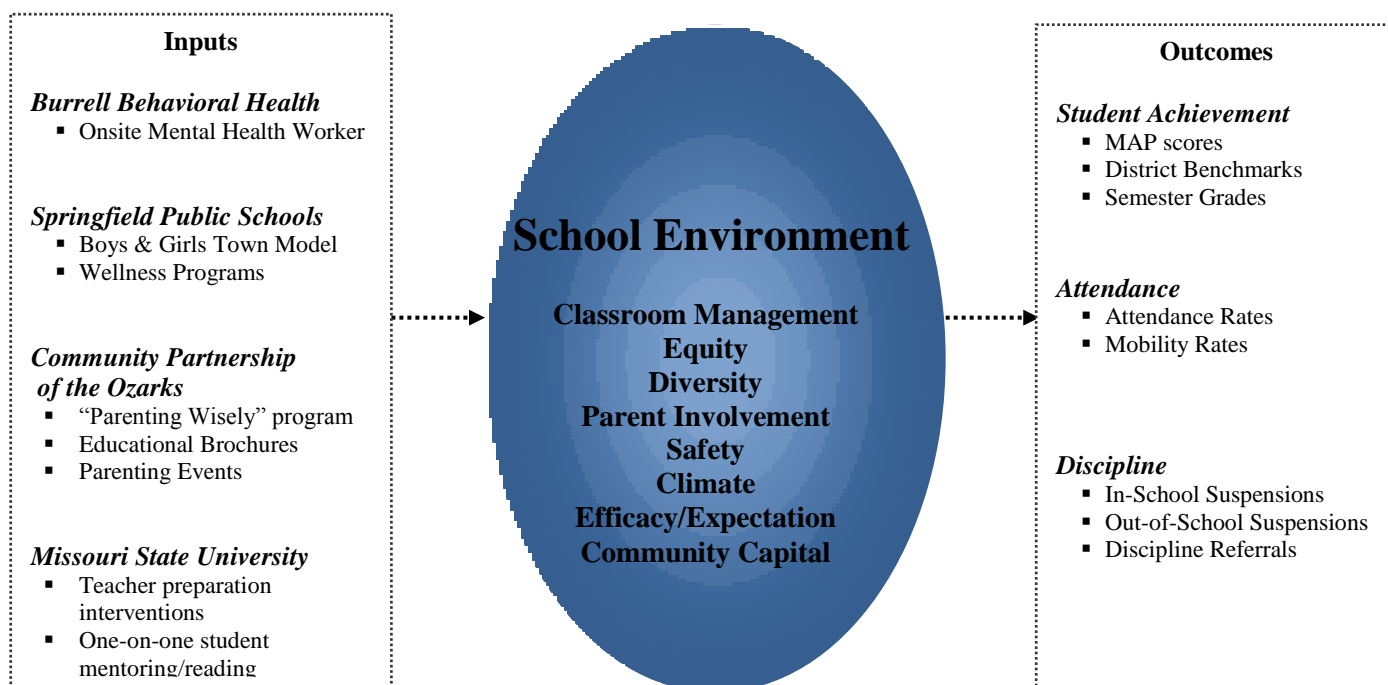 Inputs
Burrell Behavioral Health
▪ Onsite Mental Health Worker
Springfield Public Schools
▪ Boys & Girls Town Model
▪ Wellness Programs
Community Partnership
of the Ozarks
▪ “Parenting Wisely” program
▪ Educational Brochures
▪ Parenting Events
Missouri State University
▪ Teacher preparation
interventions
▪ One-on-one student
mentoring/reading
School Environment
Classroom Management
Equity
Diversity
Parent Involvement
Safety
Climate
Efficacy/Expectation
Community Capital
Outcomes
Student Achievement
▪ MAP scores
▪ District Benchmarks
▪ Semester Grades
Attendance
▪ Attendance Rates
▪ Mobility Rates
Discipline
▪ In-School Suspensions
▪ Out-of-School Suspensions
▪ Discipline Referrals